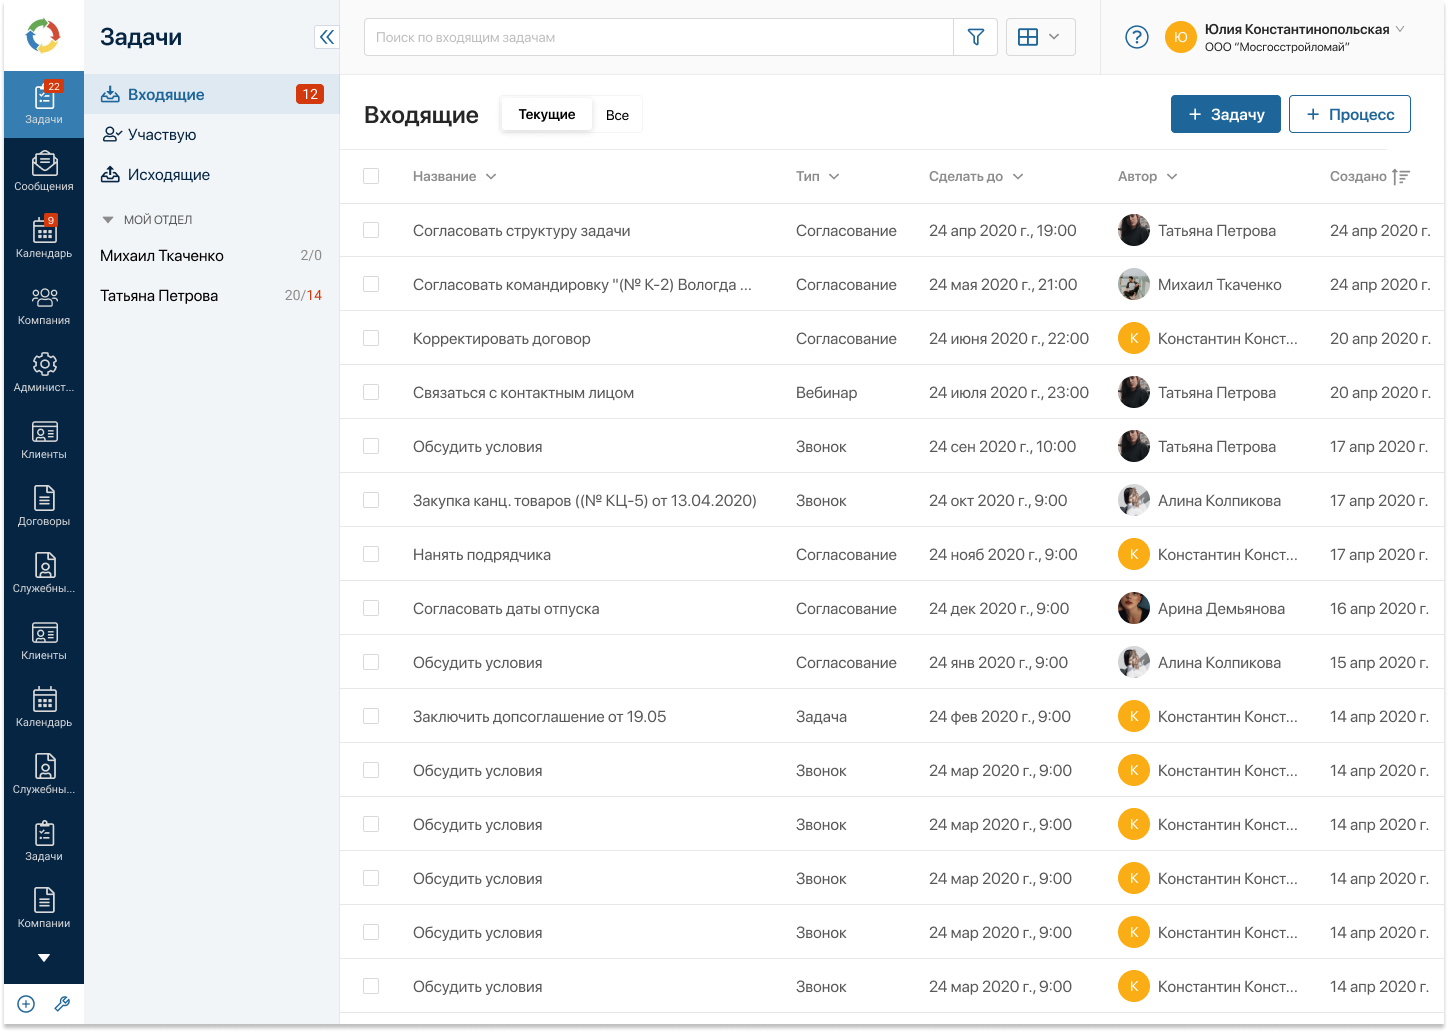 22
Задачи
Сообщения
9
Календарь
Компания
Админист...
Клиенты
Договоры
Служебны...
Клиенты
Календарь
Служебны...
Задачи
Компании
Задачи
Входящие 12
Участвую
Исходящие
МОЙ ОТДЕЛ
Михаил Ткаченко 2/0
Татьяна Петрова 20/14
Поиск по входящим задачам
? Ю Юлия Константинопольская
ООО “Мосгосстройломай”
Входящие Текущие Все + Задачу + Процесс
Название Тип Сделать до Автор Создано
Согласовать структуру задачи Согласование 24 апр 2020 г., 19:00 Татьяна Петрова 24 апр 2020 г.
Согласовать командировку "(№ К-2) Вологда ... Согласование 24 мая 2020 г., 21:00 Михаил Ткаченко 24 апр 2020 г.
Корректировать договор Согласование 24 июня 2020 г., 22:00 К Константин Конст... 20 апр 2020 г.
Связаться с контактным лицом Вебинар 24 июля 2020 г., 23:00 Татьяна Петрова 20 апр 2020 г.
Обсудить условия Звонок 24 сен 2020 г., 10:00 Татьяна Петрова 17 апр 2020 г.
Закупка канц. товаров ((№ КЦ-5) от 13.04.2020) Звонок 24 окт 2020 г., 9:00 Алина Колпикова 17 апр 2020 г.
Нанять подрядчика Согласование 24 нояб 2020 г., 9:00 К Константин Конст... 17 апр 2020 г.
Согласовать даты отпуска Согласование 24 дек 2020 г., 9:00 Арина Демьянова 16 апр 2020 г.
Обсудить условия Согласование 24 янв 2020 г., 9:00 Алина Колпикова 15 апр 2020 г.
Заключить допсоглашение от 19.05 Задача 24 фев 2020 г., 9:00 К Константин Конст... 14 апр 2020 г.
Обсудить условия Звонок 24 мар 2020 г., 9:00 К Константин Конст... 14 апр 2020 г.
Обсудить условия Звонок 24 мар 2020 г., 9:00 К Константин Конст... 14 апр 2020 г.
Обсудить условия Звонок 24 мар 2020 г., 9:00 К Константин Конст... 14 апр 2020 г.
Обсудить условия Звонок 24 мар 2020 г., 9:00 К Константин Конст... 14 апр 2020 г.
Обсудить условия Звонок 24 мар 2020 г., 9:00 К Константин Конст... 14 апр 2020 г.